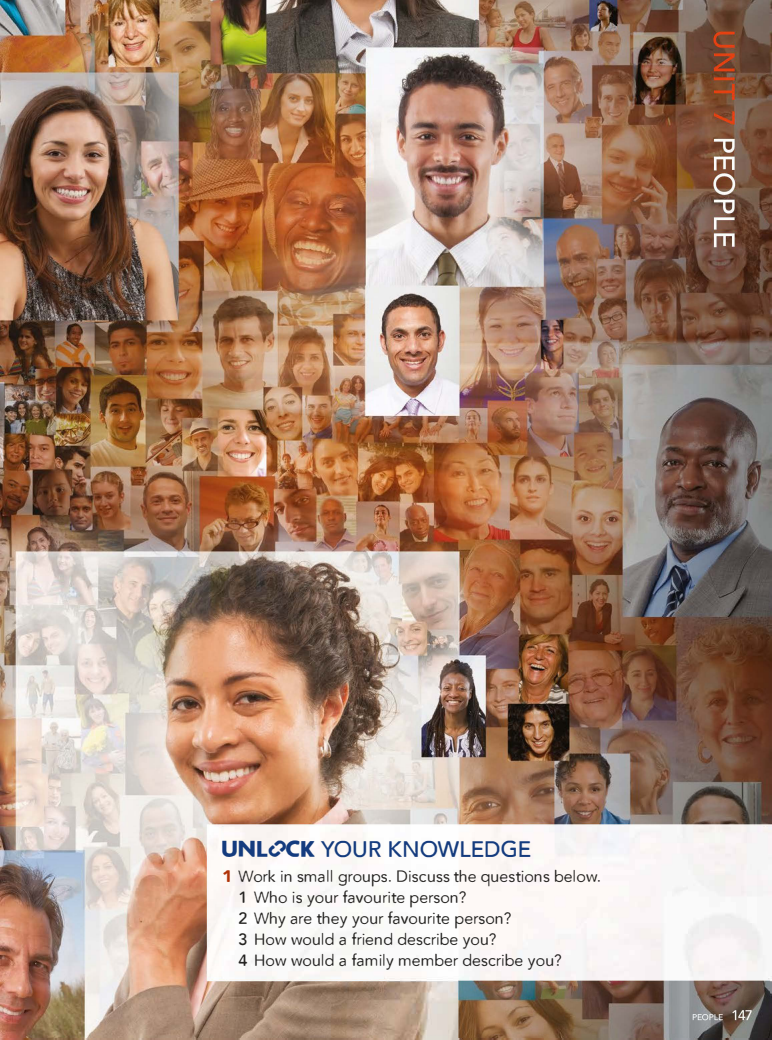 UNIT 7 PEOPLE
UNLOCK YOUR KNOWLEDGE
1 Work in small groups. Discuss the questions below.
1 Who is your favourite person?
2 Why are they your favourite person?
3 How would a friend describe you?
4 How would a family member describe you?
PEOPLE 147